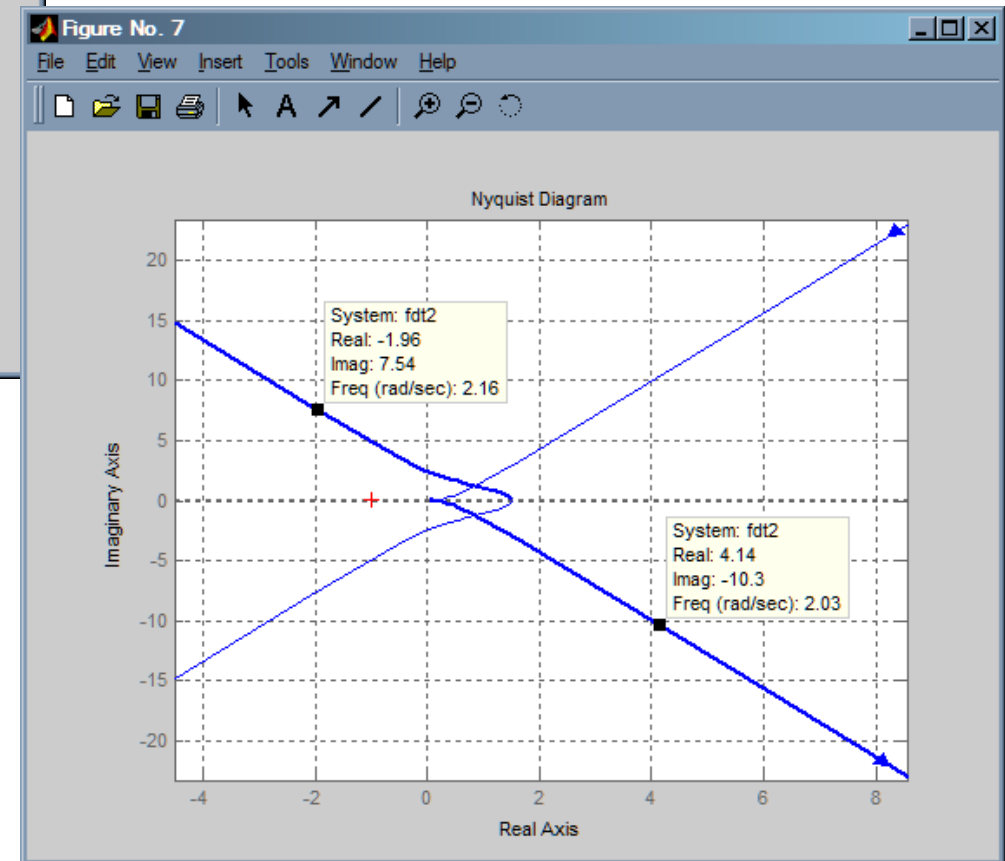 Figure No. 7
File Edit View Insert Tools Window Help
A
Nyquist Diagram
System: fdt2
Real: -1.96
Imag: 7.54
Freq (rad/sec): 2.16
System: fdt2
Real: 4.14
Imag: -10.3
Freq (rad/sec): 2.03
Imaginary Axis
20
15
10
5
0
-5
-10
-15
-20
-4 -2 0 2 4 6 8
Real Axis